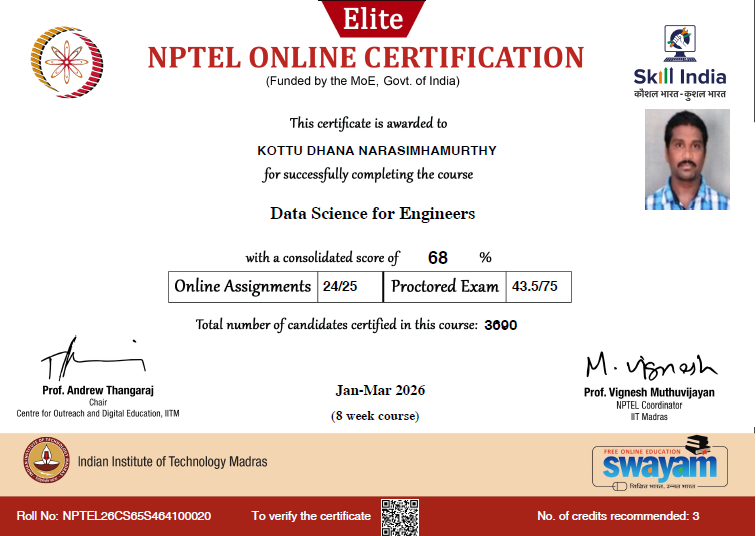 Elite
NPTEL ONLINE CERTIFICATION
(Funded by the MoE, Govt. of India)
Skill India
कौशल भारत - कुशल भारत
This certificate is awarded to
KOTTU DHANA NARASIMHAMURTHY
for successfully completing the course
Data Science for Engineers
with a consolidated score of 68 %
Online Assignments 24/25 Proctored Exam 43.5/75
Total number of candidates certified in this course: 3690
M. Vignesh
Prof. Andrew Thangaraj
Chair
Centre for Outreach and Digital Education, IITM
Jan-Mar 2026
(8 week course)
Prof. Vignesh Muthuvijayan
NPTEL Coordinator
IIT Madras
Indian Institute of Technology Madras
FREE ONLINE EDUCATION
swayam
शिक्षित भारत, उन्नत भारत
Roll No: NPTEL26CS65S464100020 To verify the certificate No. of credits recommended: 3